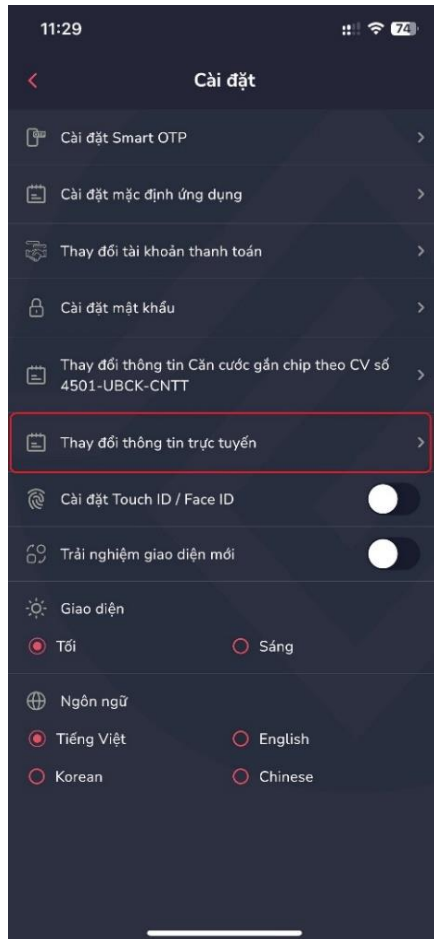 11:29
74
Cài đặt
Cài đặt Smart OTP
Cài đặt mặc định ứng dụng
Thay đổi tài khoản thanh toán
Cài đặt mật khẩu
Thay đổi thông tin Căn cước gắn chip theo CV số
4501-UBCK-CNTT
Thay đổi thông tin trực tuyến
Cài đặt Touch ID / Face ID
Trải nghiệm giao diện mới
Giao diện
Tối
Sáng
Ngôn ngữ
Tiếng Việt
English
Korean
Chinese